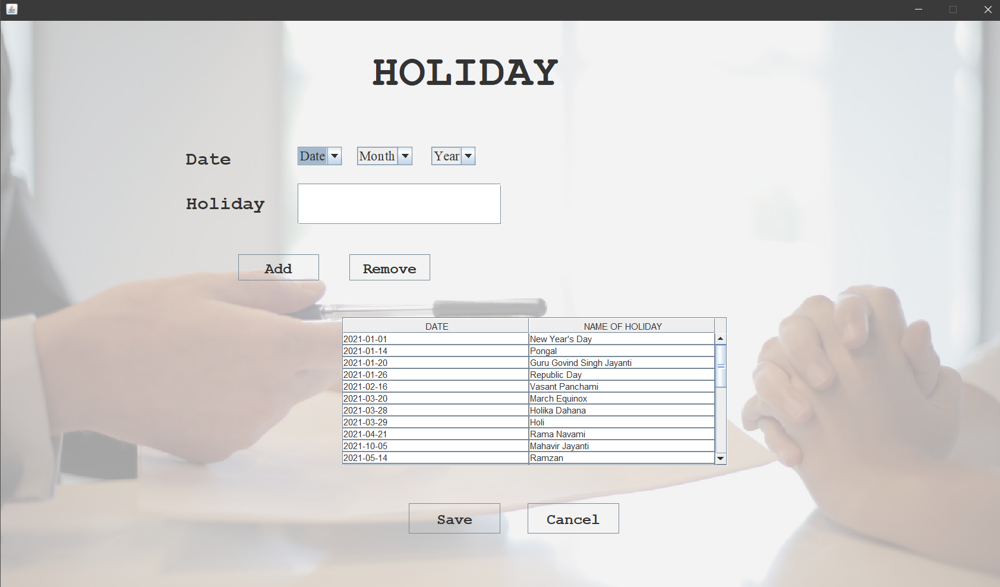 HOLIDAY
Date Date Month Year
Holiday
Add Remove
DATE NAME OF HOLIDAY
2021-01-01 New Year's Day
2021-01-14 Pongal
2021-01-20 Guru Govind Singh Jayanti
2021-01-26 Republic Day
2021-02-16 Vasant Panchami
2021-03-20 March Equinox
2021-03-28 Holika Dahana
2021-03-29 Holi
2021-04-21 Rama Navami
2021-10-05 Mahavir Jayanti
2021-05-14 Ramzan
Save Cancel